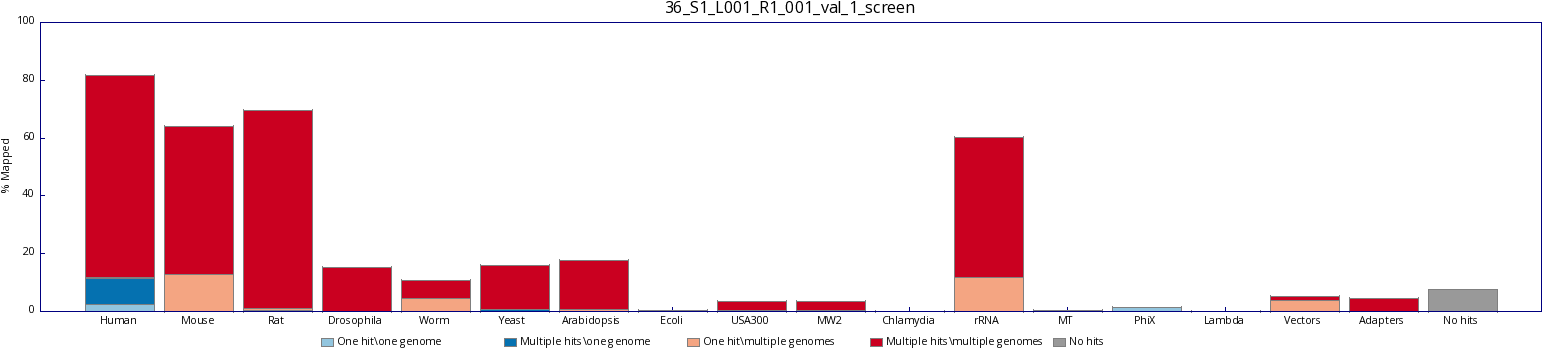 36_S1_L001_R1_001_val_1_screen
100
80
60
40
20
0
% Mapped
Human Mouse Rat Drosophila Worm Yeast Arabidopsis Ecoli USA300 MW2 Chlamydia rRNA MT PhiX Lambda Vectors Adapters No hits
One hit\one genome Multiple hits\one genome One hit\multiple genomes Multiple hits\multiple genomes No hits